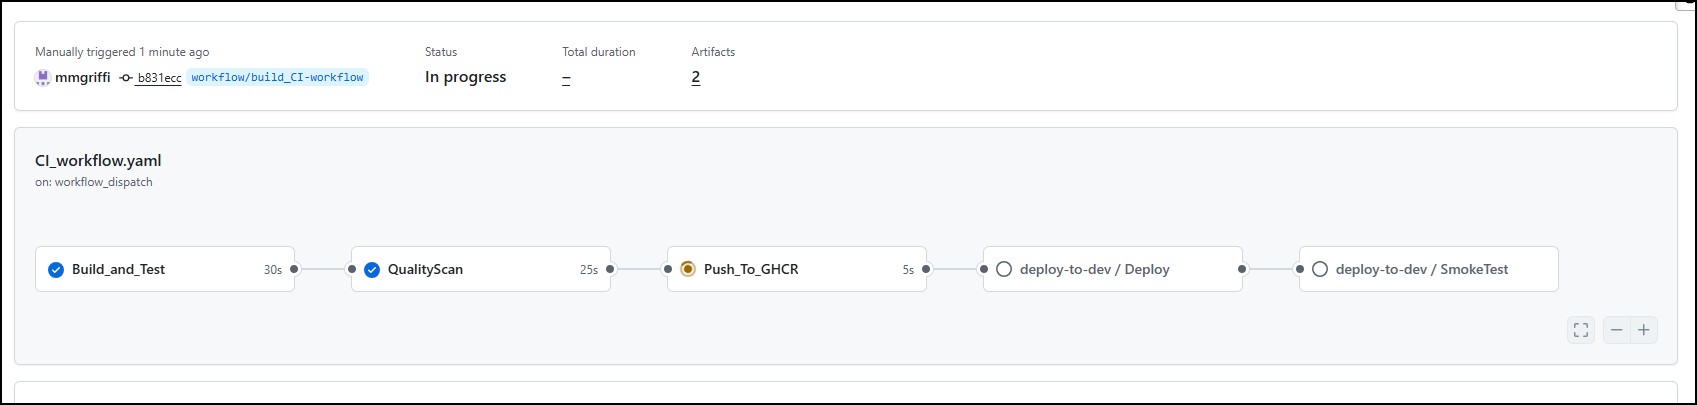 Manually triggered 1 minute ago
mmgriffi b831ecc workflow/build_CI-workflow
Status
In progress
Total duration
–
Artifacts
2
CI_workflow.yaml
on: workflow_dispatch
Build_and_Test 30s
QualityScan 25s
Push_To_GHCR 5s
deploy-to-dev / Deploy
deploy-to-dev / SmokeTest